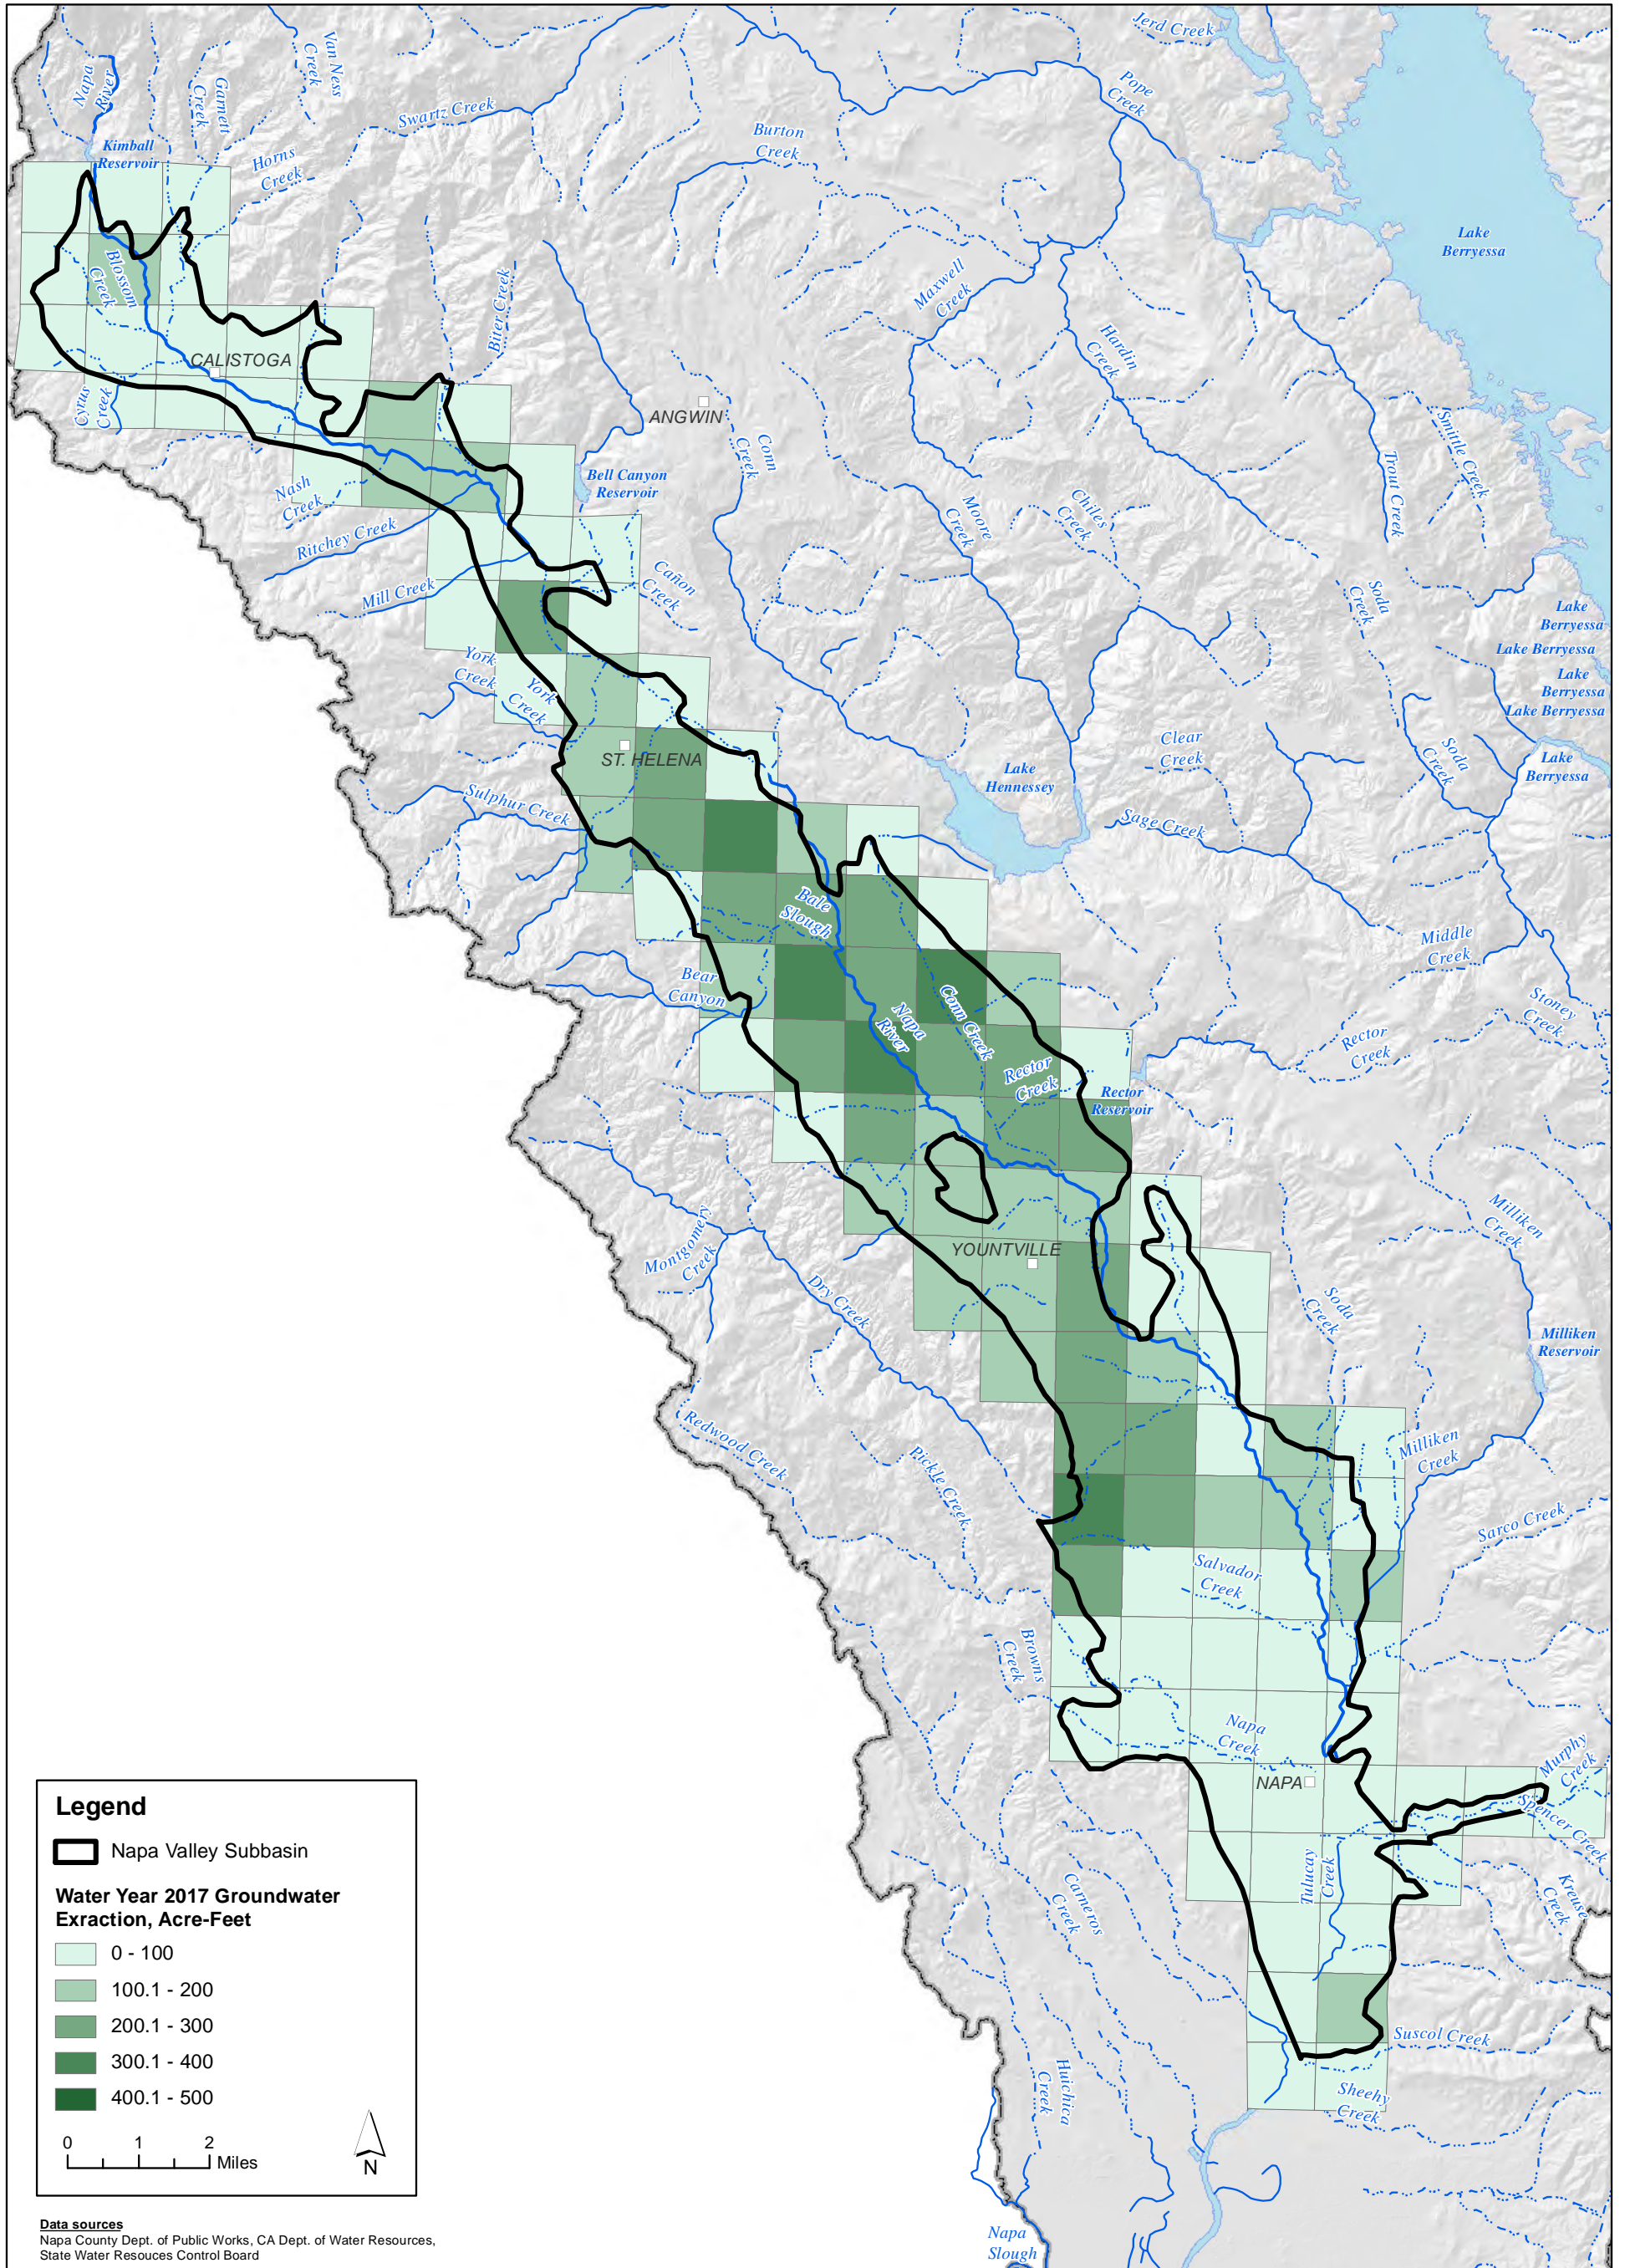 Jerd Creek
Napa
River
Garnett
Creek
Van Ness
Creek
Swartz Creek
Pope
Creek
Burton
Creek
Kimball
Reservoir
Horns
Creek
Lake
Berryessa
Blossom
Creek
Biter Creek
Maxwell
Creek
Hardin
Creek
CALISTOGA
Cyrus
Creek
ANGWIN
Conn
Creek
Smittle Creek
Trout Creek
Bell Canyon
Reservoir
Nash
Creek
Ritchey Creek
Moore
Creek
Chiles
Creek
Mill Creek
Cañon
Creek
Soda
Creek
Lake
Berryessa
Lake Berryessa
Lake
Berryessa
Lake Berryessa
York
Creek
York
Creek
ST. HELENA
Clear
Creek
Soda
Creek
Lake
Berryessa
Lake
Hennessey
Sulphur Creek
Sage Creek
Bale
Slough
Middle
Creek
Bear
Canyon
Conn Creek
Napa
River
Stoney
Creek
Rector
Creek
Rector
Creek
Rector
Reservoir
Milliken
Creek
Montgomery
Creek
YOUNTVILLE
Dry Creek
Soda
Creek
Milliken
Reservoir
Redwood Creek
Pickle Creek
Milliken
Creek
Sarco Creek
Salvador
Creek
Browns
Creek
Napa
Creek
NAPA
Murphy
Creek
Spencer Creek
Tulucay
Creek
Kreuse
Creek
Carneros
Creek
Suscol Creek
Huichica
Creek
Sheehy
Creek
Napa
Slough
Legend
Napa Valley Subbasin
Water Year 2017 Groundwater
Exraction, Acre-Feet
0 - 100
100.1 - 200
200.1 - 300
300.1 - 400
400.1 - 500
0 1 2
Miles
N
Data sources
Napa County Dept. of Public Works, CA Dept. of Water Resources,
State Water Resouces Control Board